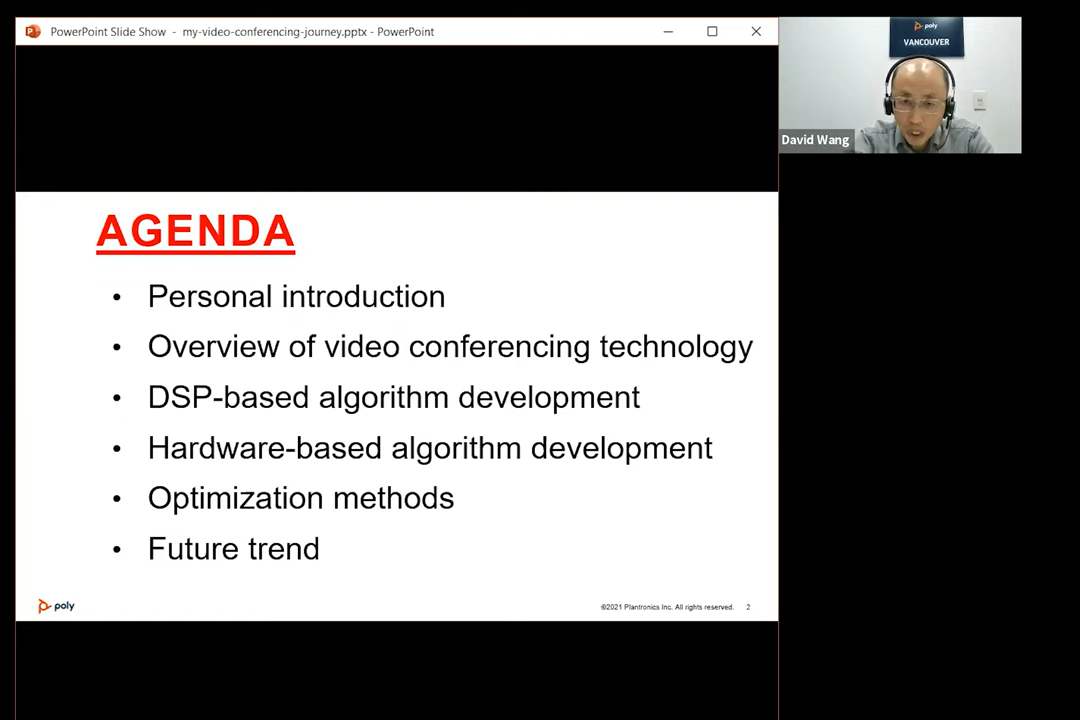 PowerPoint Slide Show - my-video-conferencing-journey.pptx - PowerPoint
poly
VANCOUVER
David Wang
AGENDA
• Personal introduction
• Overview of video conferencing technology
• DSP-based algorithm development
• Hardware-based algorithm development
• Optimization methods
• Future trend
poly
©2021 Plantronics Inc. All rights reserved. 2